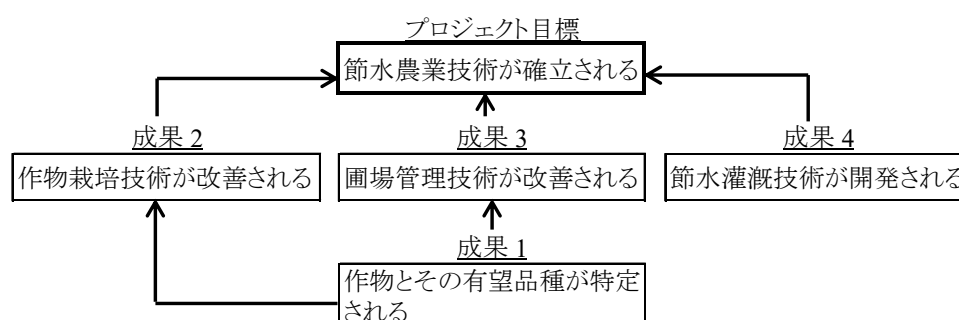 プロジェクト目標
節水農業技術が確立される
成果 2
成果 3
成果 4
作物栽培技術が改善される
圃場管理技術が改善される
節水灌漑技術が開発される
成果 1
作物とその有望品種が特定
される